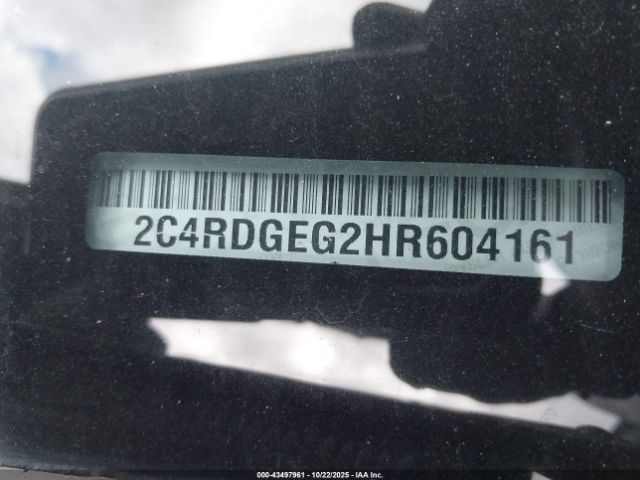 2C4RDGEG2HR604161
000-43497961 | 10/22/2025 | IAA Inc.